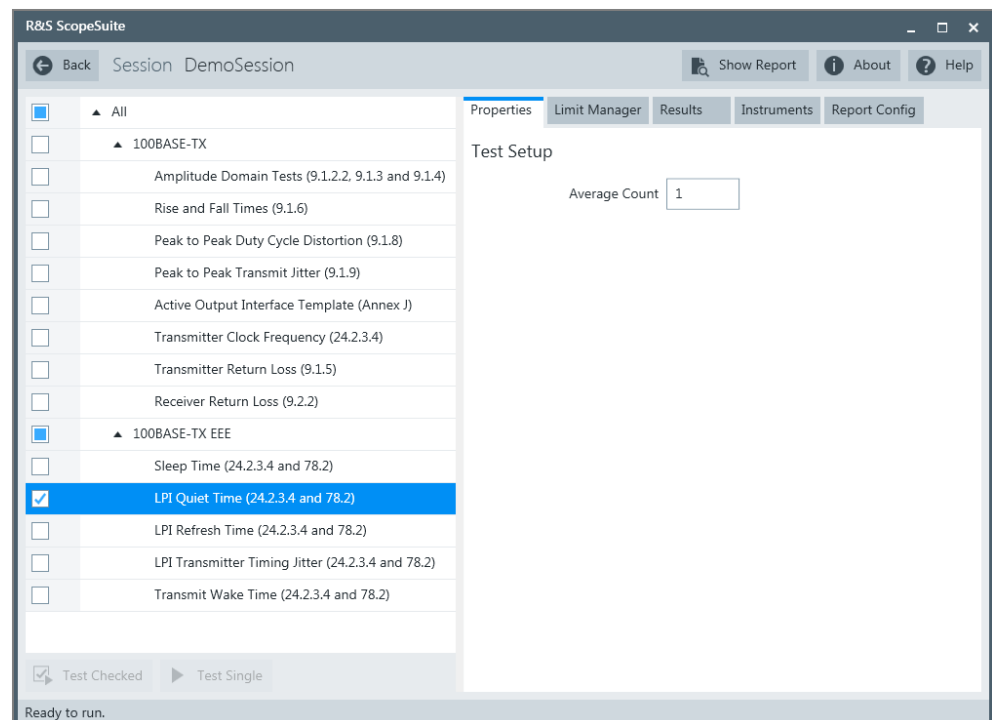 R&S ScopeSuite
Back Session DemoSession Show Report About Help
All
100BASE-TX
Amplitude Domain Tests (9.1.2.2, 9.1.3 and 9.1.4)
Rise and Fall Times (9.1.6)
Peak to Peak Duty Cycle Distortion (9.1.8)
Peak to Peak Transmit Jitter (9.1.9)
Active Output Interface Template (Annex J)
Transmitter Clock Frequency (24.2.3.4)
Transmitter Return Loss (9.1.5)
Receiver Return Loss (9.2.2)
100BASE-TX EEE
Sleep Time (24.2.3.4 and 78.2)
LPI Quiet Time (24.2.3.4 and 78.2)
LPI Refresh Time (24.2.3.4 and 78.2)
LPI Transmitter Timing Jitter (24.2.3.4 and 78.2)
Transmit Wake Time (24.2.3.4 and 78.2)
Test Checked Test Single
Properties Limit Manager Results Instruments Report Config
Test Setup
Average Count 1
Ready to run.